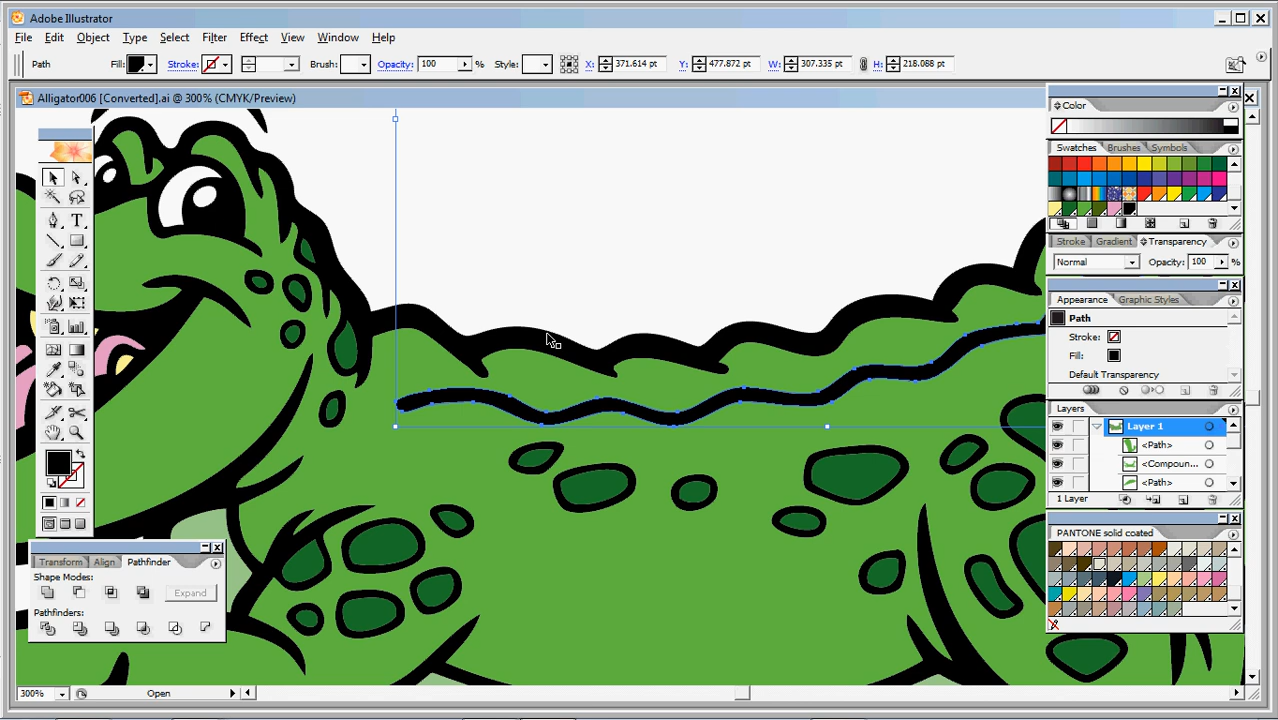 Adobe Illustrator
File Edit Object Type Select Filter Effect View Window Help
Path Fill: Stroke: Brush: Opacity: 100 % Style: X: 371.614 pt Y: 477.872 pt W: 307.335 pt H: 218.088 pt
Alligator006 [Converted].ai @ 300% (CMYK/Preview)
Color
Swatches Brushes Symbols
Stroke Gradient Transparency
Normal Opacity: 100 %
Appearance Graphic Styles
Path
Stroke:
Fill:
Default Transparency
Layers
Layer 1
<Path>
<Compoun...
<Path>
1 Layer
PANTONE solid coated
Transform Align Pathfinder
Shape Modes:
Expand
Pathfinders:
300% Open